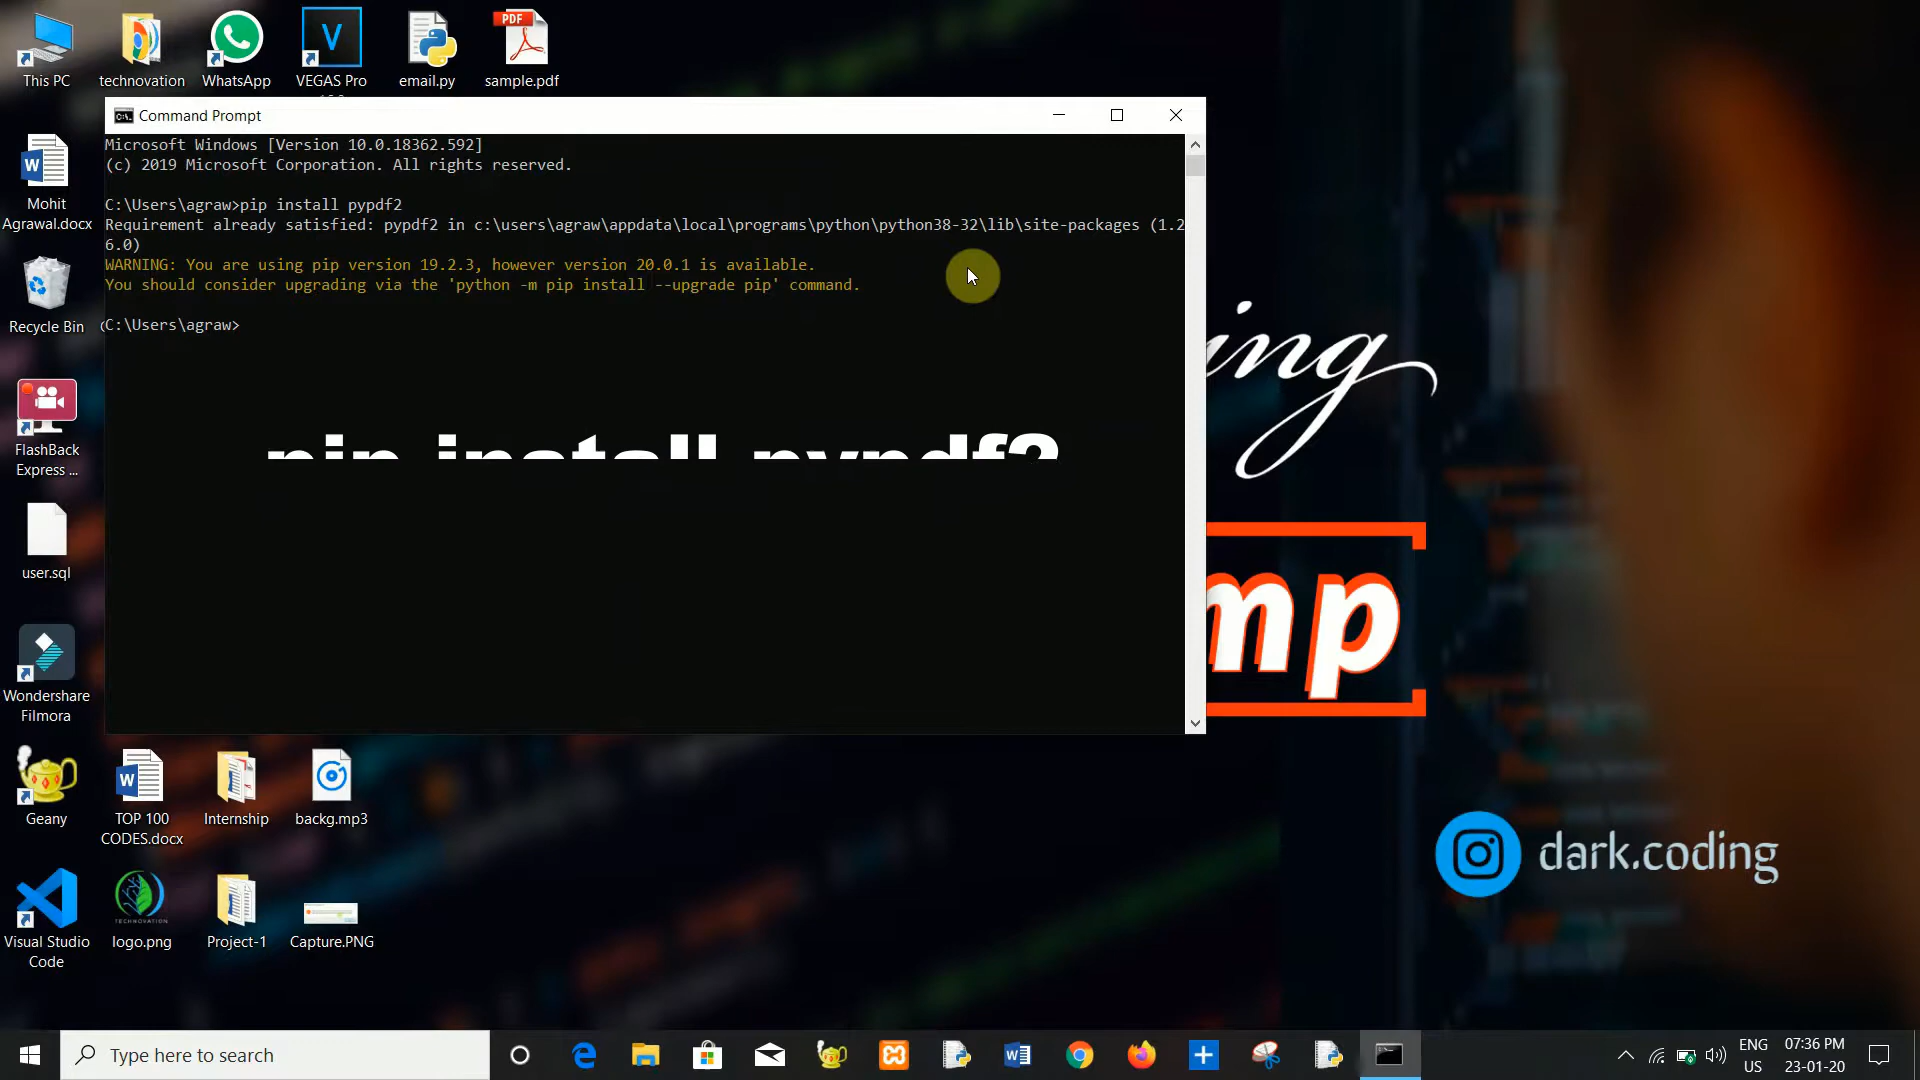 This PC
technovation
WhatsApp
VEGAS Pro
email.py
PDF
sample.pdf
Command Prompt
Microsoft Windows [Version 10.0.18362.592]
(c) 2019 Microsoft Corporation. All rights reserved.
C:\Users\agraw>pip install pypdf2
Requirement already satisfied: pypdf2 in c:\users\agraw\appdata\local\programs\python\python38-32\lib\site-packages (1.2
6.0)
WARNING: You are using pip version 19.2.3, however version 20.0.1 is available.
You should consider upgrading via the 'python -m pip install --upgrade pip' command.
C:\Users\agraw>
pip install pypdf2
Mohit
Agrawal.docx
Recycle Bin
FlashBack
Express ...
user.sql
Wondershare
Filmora
Geany
TOP 100
CODES.docx
Internship
backg.mp3
Visual Studio
Code
logo.png
TECHNOVATION
Project-1
Capture.PNG
ing
mp
dark.coding
Type here to search
ENG
US
07:36 PM
23-01-20